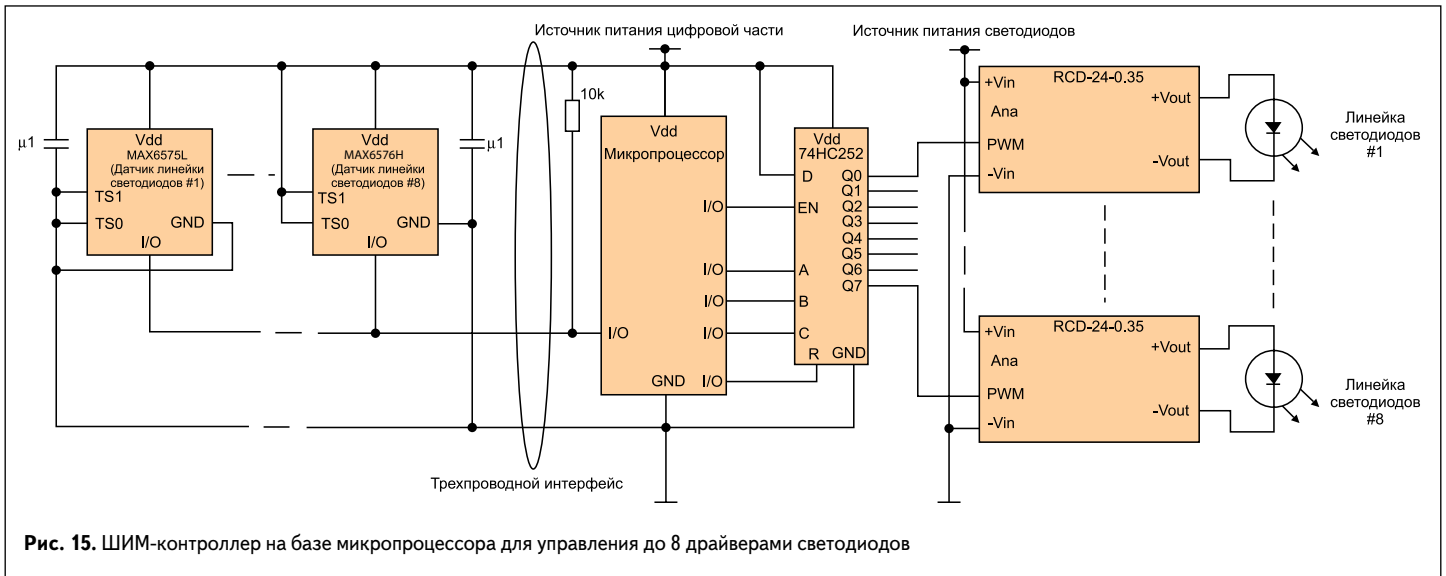 Источник питания цифровой части
Источник питания светодиодов
µ1
Vdd
MAX6575L
(Датчик линейки
светодиодов #1)
TS1
TS0
GND
I/O
Vdd
MAX6576H
(Датчик линейки
светодиодов #8)
TS1
TS0
GND
I/O
µ1
10k
Vdd
Микропроцессор
I/O
I/O
I/O
I/O
I/O
GND
I/O
Vdd
74HC252
D
EN
A
B
C
R
GND
Q0
Q1
Q2
Q3
Q4
Q5
Q6
Q7
RCD-24-0.35
+Vin
Ana
PWM
-Vin
+Vout
-Vout
Линейка
светодиодов
#1
RCD-24-0.35
+Vin
Ana
PWM
-Vin
+Vout
-Vout
Линейка
светодиодов
#8
Трехпроводной интерфейс
Рис. 15. ШИМ-контроллер на базе микропроцессора для управления до 8 драйверами светодиодов